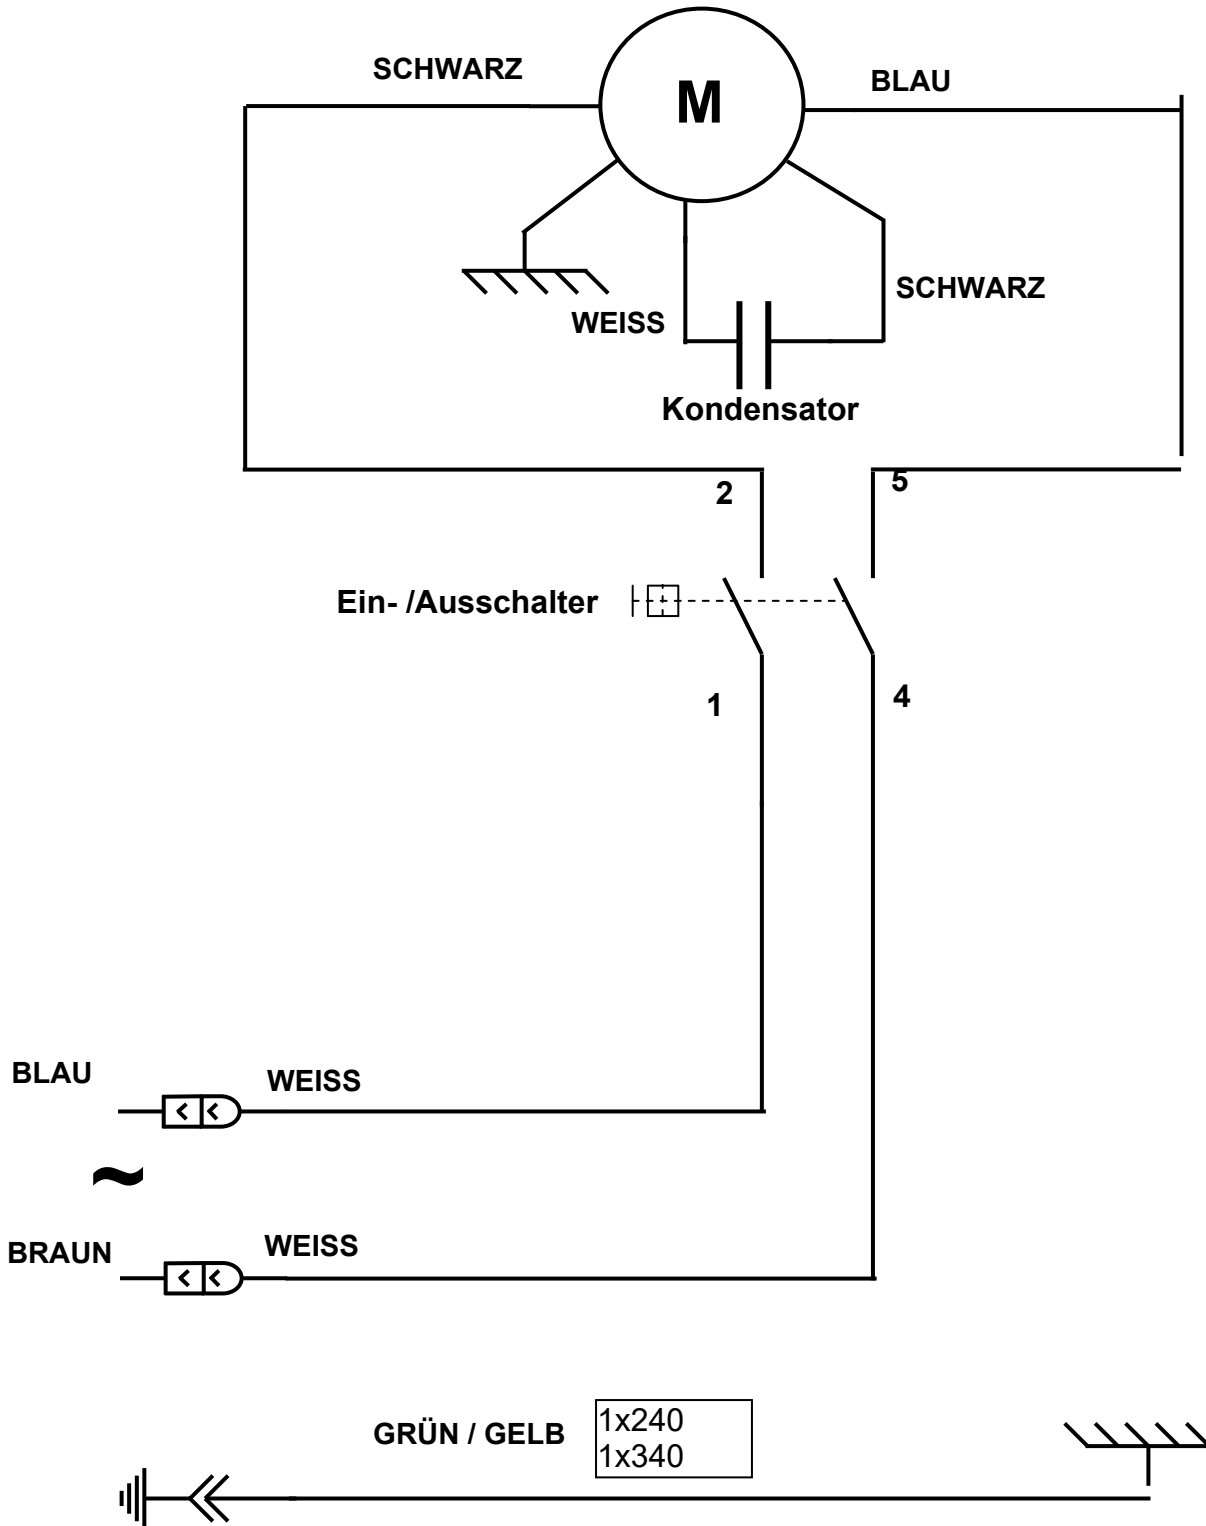 SCHWARZ
M
BLAU
SCHWARZ
WEISS
Kondensator
2
5
Ein- /Ausschalter
1
4
BLAU
WEISS
~
BRAUN
WEISS
GRÜN / GELB
1x240
1x340